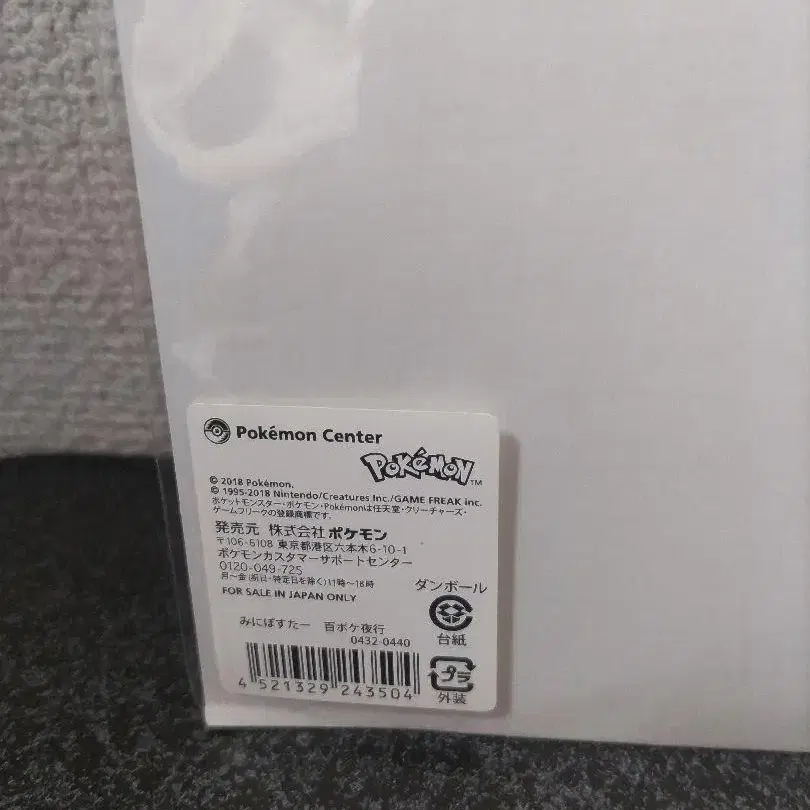 Pokémon Center
POKéMON™
© 2018 Pokémon.
© 1995-2018 Nintendo/Creatures Inc./GAME FREAK inc.
ポケットモンスター・ポケモン・Pokémonは任天堂・クリーチャーズ・
ゲームフリークの登録商標です。
発売元 株式会社 ポケモン
〒106-6108 東京都港区六本木6-10-1
ポケモンカスタマーサポートセンター
0120-049-725
月〜金(祝日・特定日を除く)11時〜18時
FOR SALE IN JAPAN ONLY
ダンボール
台紙
みにぽすたー 百ポケ夜行
0432-0440
4 521329 243504
プラ
外装